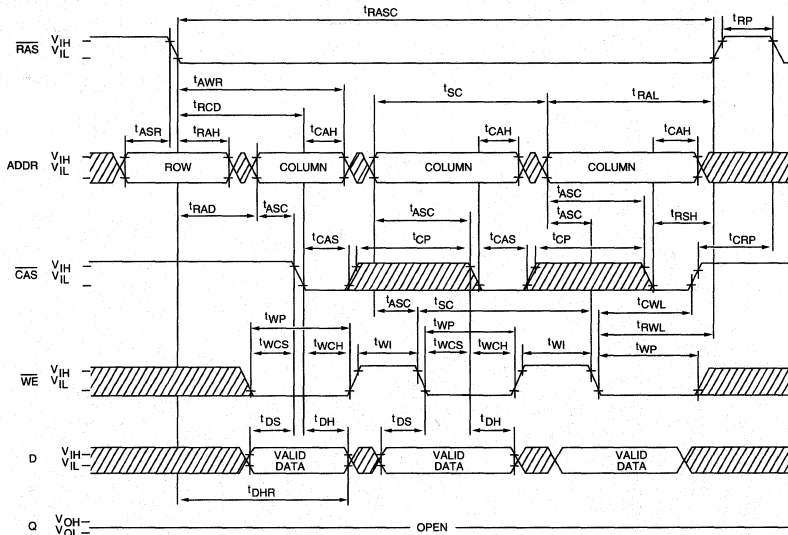 tRASC
tRP
RAS VIH VIL
tAWR
tRCD
tSC
tRAL
tASR tRAH tCAH tCAH tCAH
ADDR VIH VIL ROW COLUMN COLUMN COLUMN
tASC
tRAD tASC tASC tASC tRSH
tCAS tCP tCAS tCP tCRP
CAS VIH VIL
tASC tSC tCWL
tWP tWP tRWL
tWCS tWCH tWI tWCS tWCH tWI tWP
WE VIH VIL
tDS tDH tDS tDH
D VIH VIL VALID DATA VALID DATA VALID DATA
tDHR
Q VOH VOL OPEN